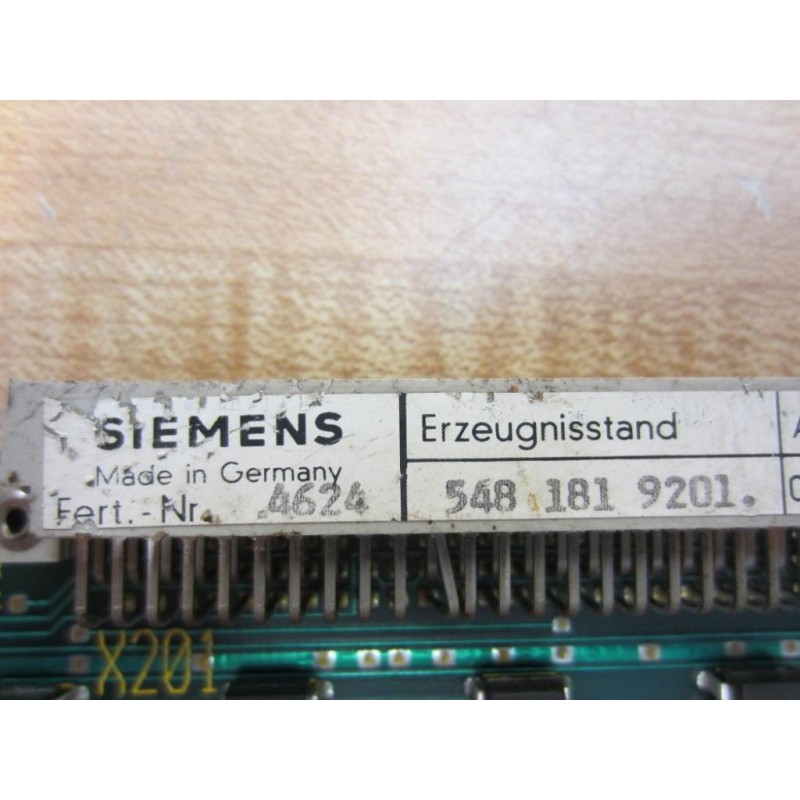 SIEMENS
Made in Germany
Fert.-Nr. 4624
Erzeugnisstand
548 181 9201.
X201